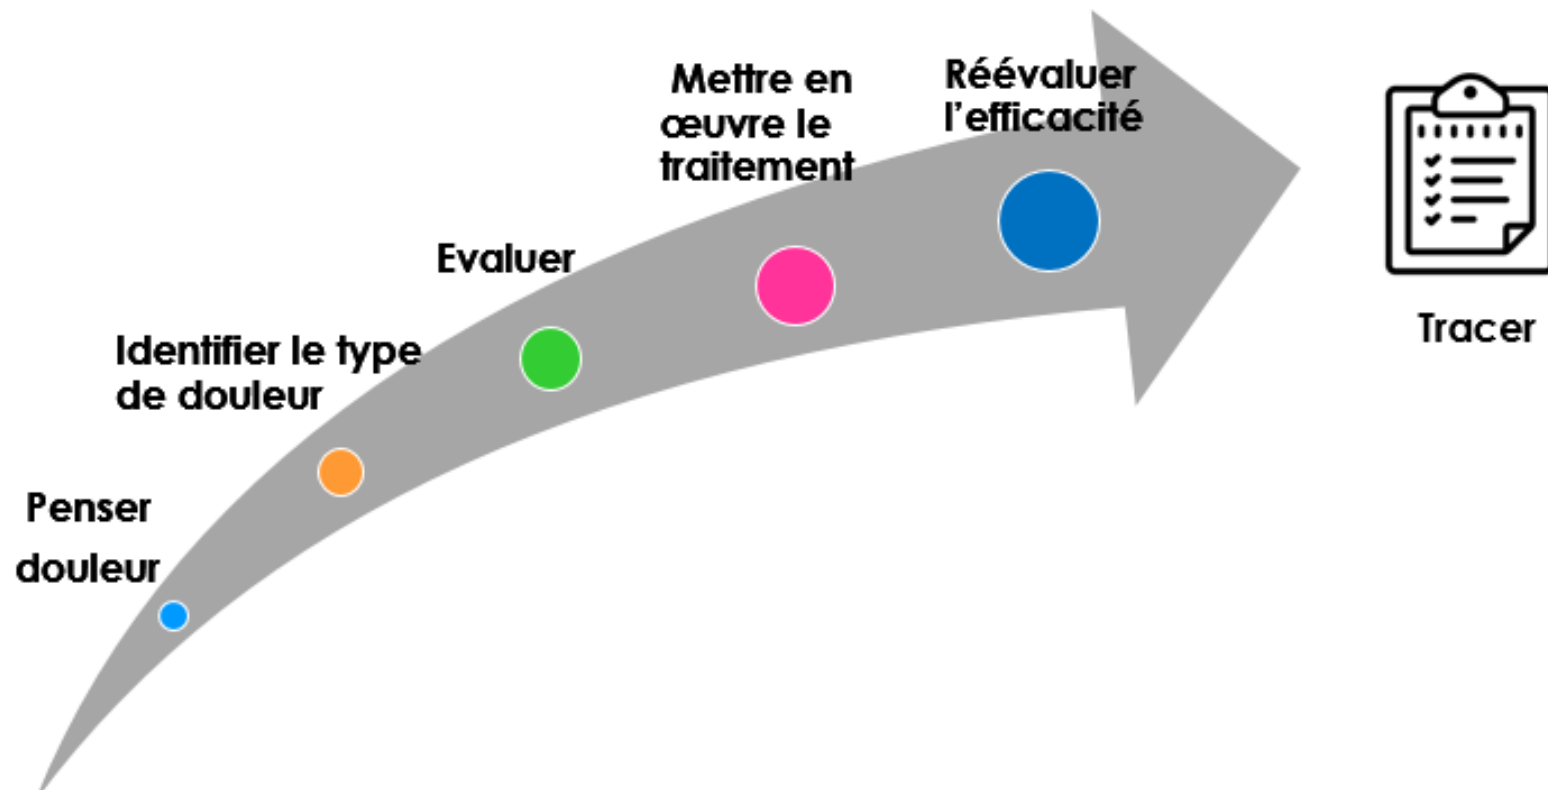 Penser
douleur
Identifier le type
de douleur
Evaluer
Mettre en
œuvre le
traitement
Réévaluer
l'efficacité
Tracer